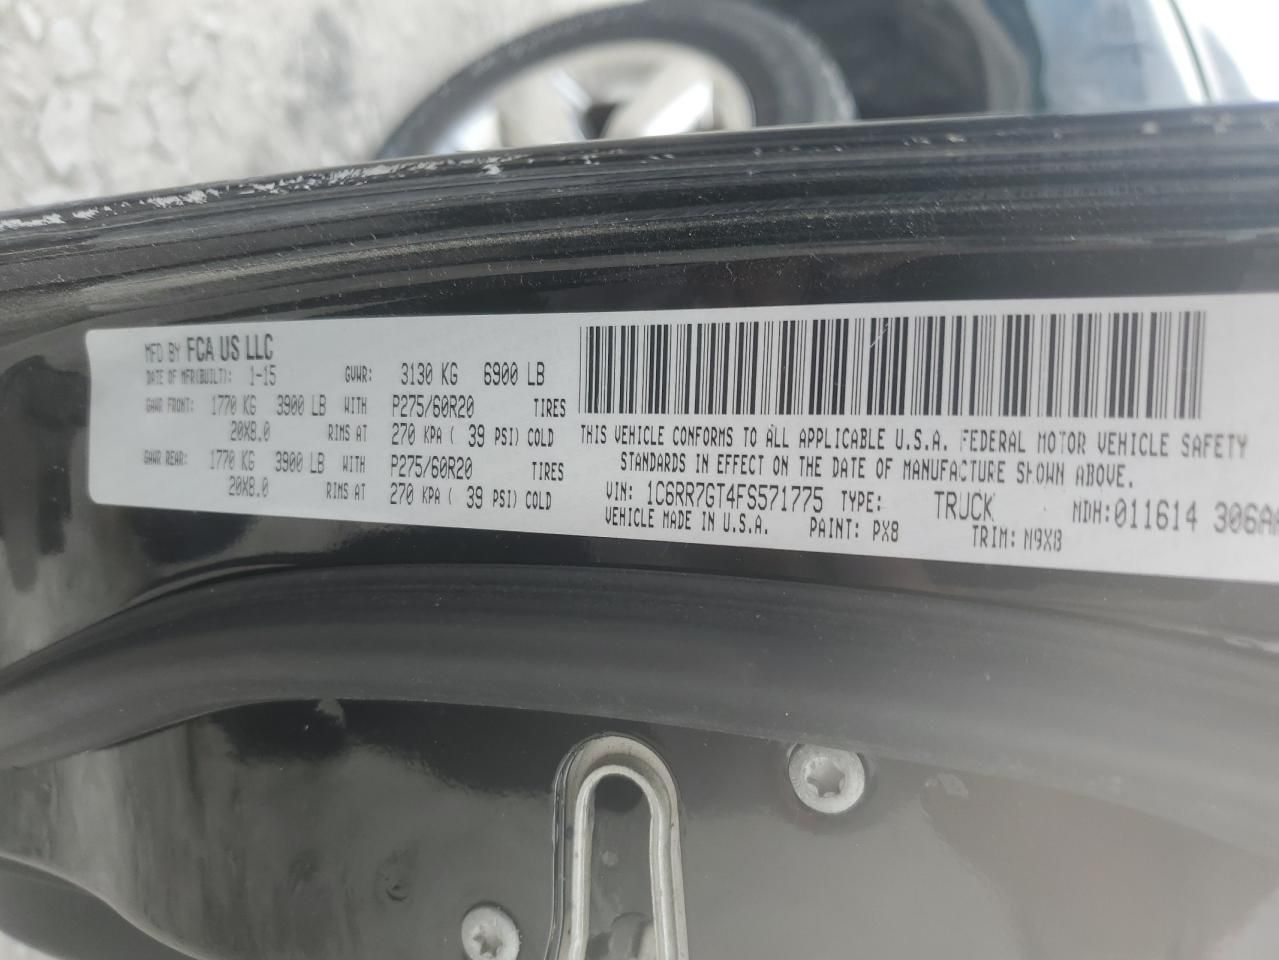 MFD BY FCA US LLC
DATE OF MFR(BUILT): 1-15 GVWR: 3130 KG 6900 LB
GAWR FRONT: 1770 KG 3900 LB WITH P275/60R20 TIRES
20X8.0 RIMS AT 270 KPA ( 39 PSI) COLD
GAWR REAR: 1770 KG 3900 LB WITH P275/60R20 TIRES
20X8.0 RIMS AT 270 KPA ( 39 PSI) COLD
THIS VEHICLE CONFORMS TO ALL APPLICABLE U.S.A. FEDERAL MOTOR VEHICLE SAFETY
STANDARDS IN EFFECT ON THE DATE OF MANUFACTURE SHOWN ABOVE.
VIN: 1C6RR7GT4FS571775 TYPE: TRUCK NDH:011614 306A
VEHICLE MADE IN U.S.A. PAINT: PX8 TRIM: N9X8